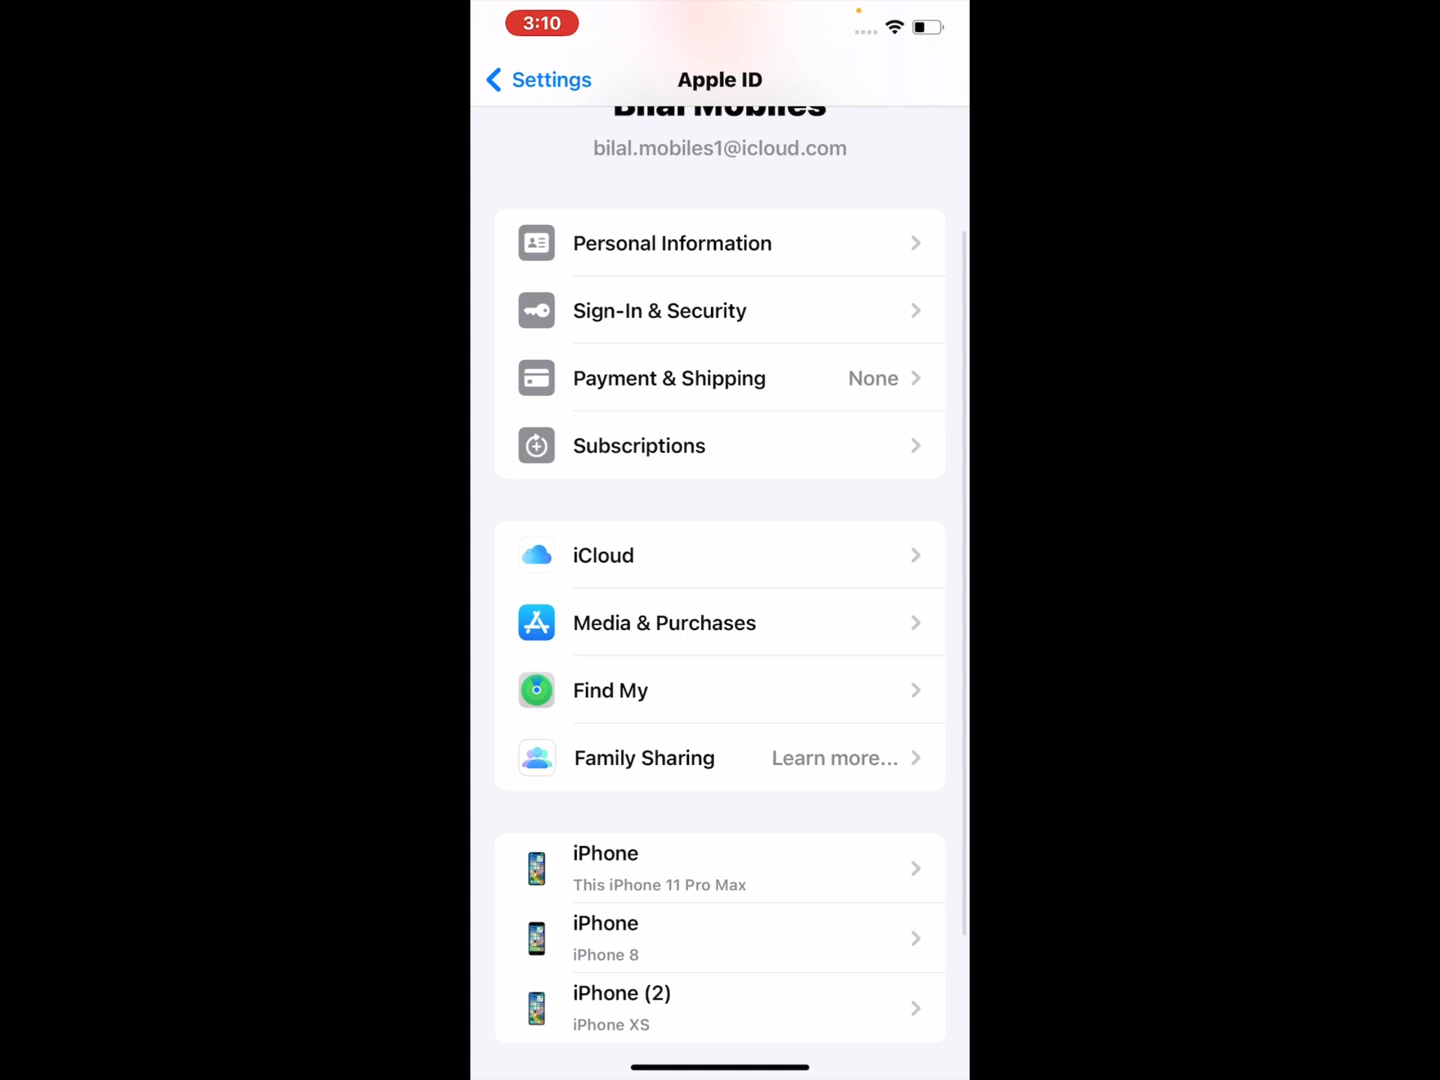 3:10
Settings
Apple ID
Bilal Mobiles
bilal.mobiles1@icloud.com
Personal Information
Sign-In & Security
Payment & Shipping None
Subscriptions
iCloud
Media & Purchases
Find My
Family Sharing Learn more...
iPhone
This iPhone 11 Pro Max
iPhone
iPhone 8
iPhone (2)
iPhone XS